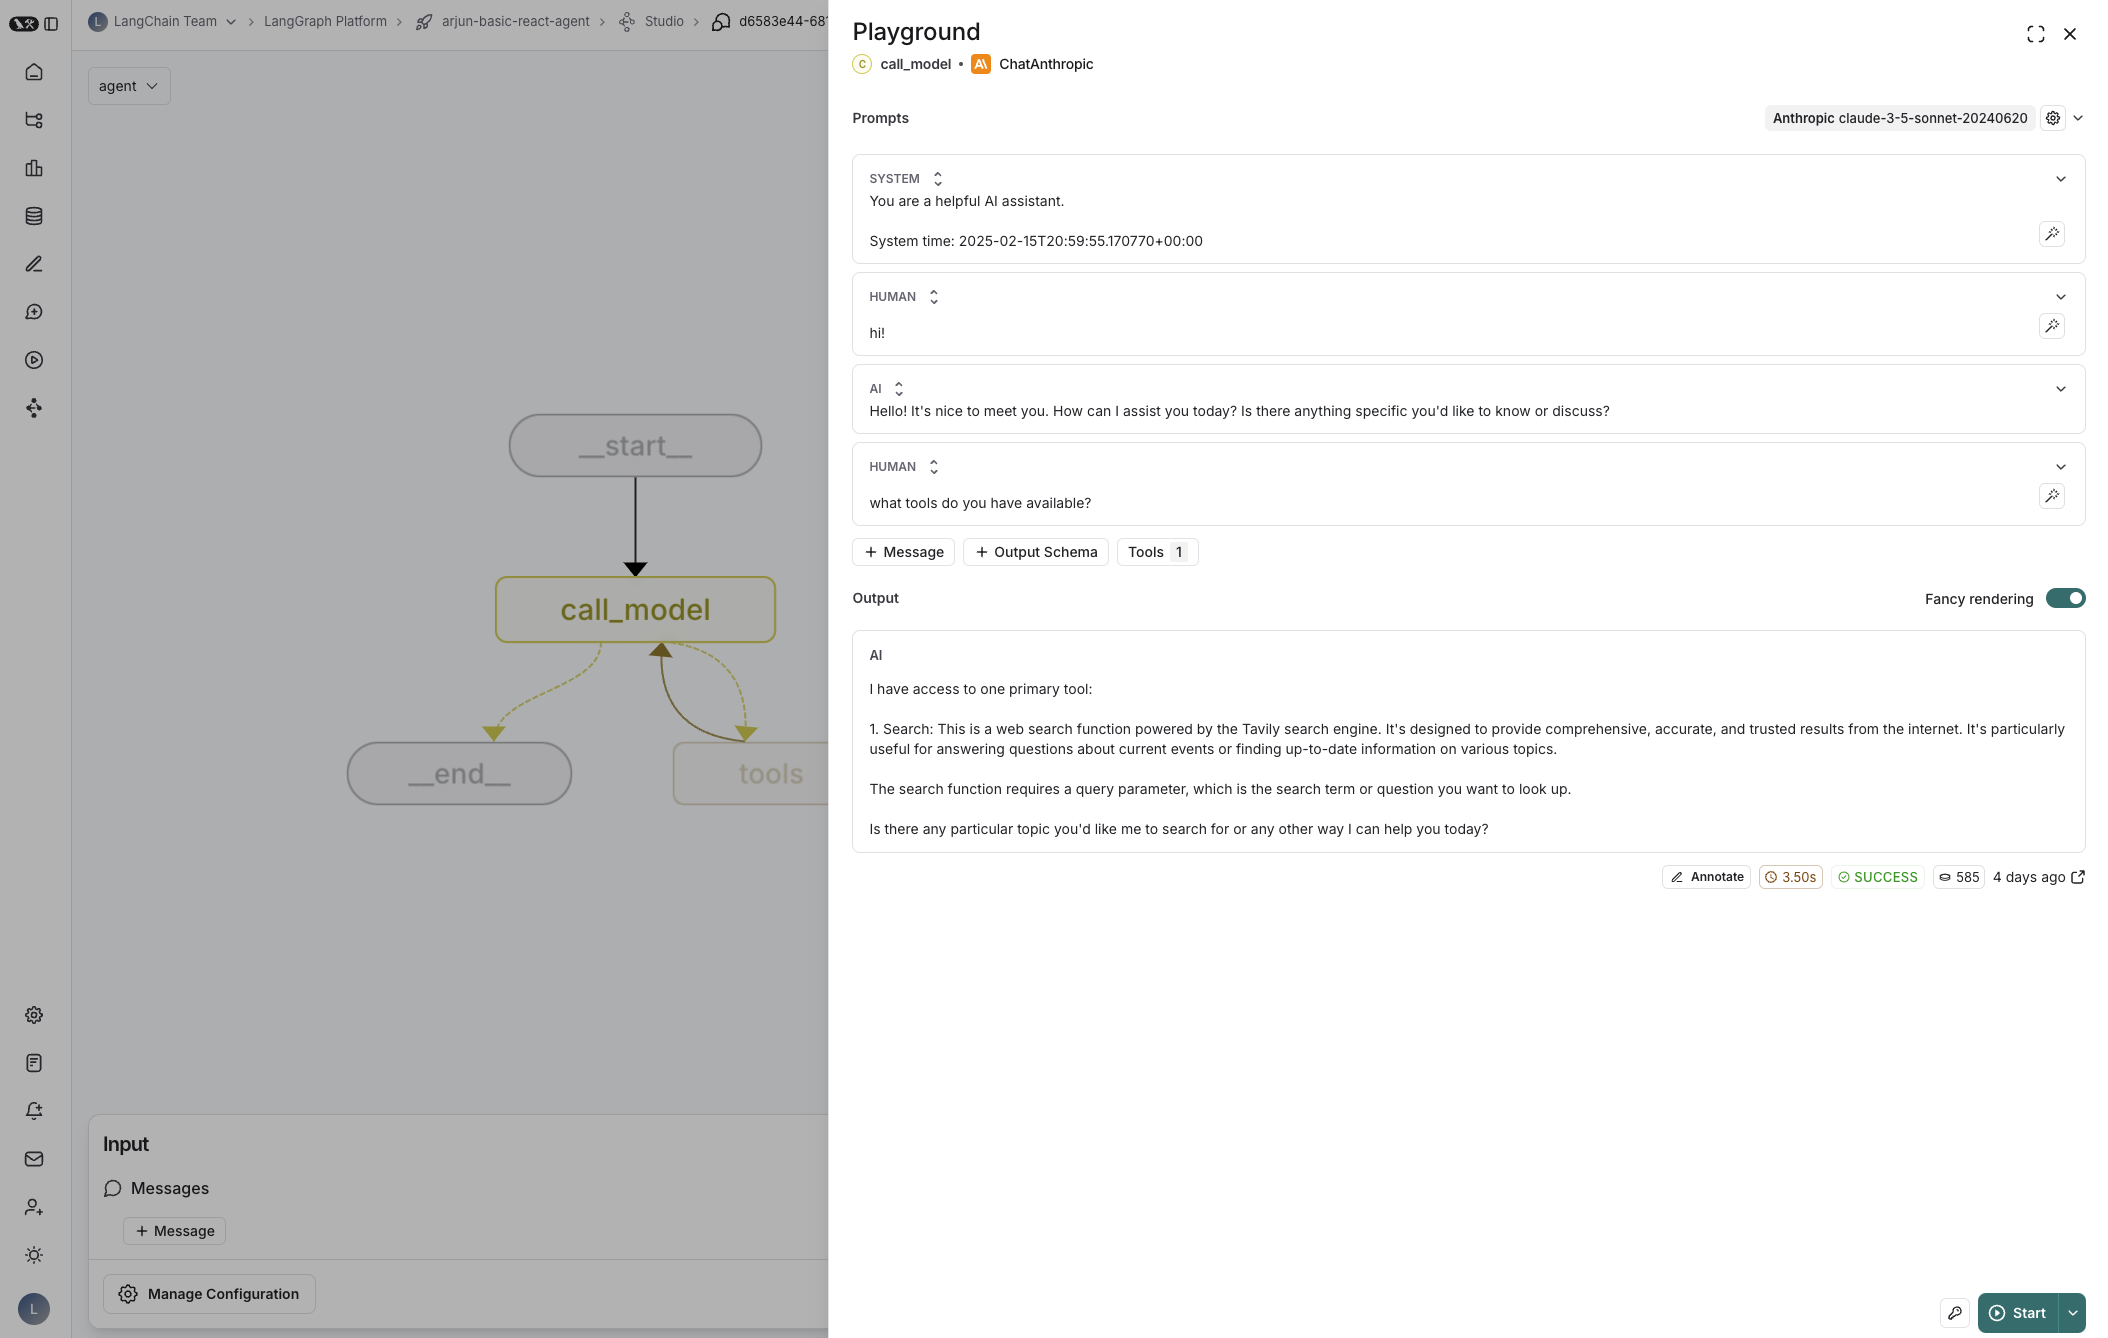 LangChain Team
LangGraph Platform
arjun-basic-react-agent
Studio
agent
__start__
call_model
__end__
tools
Input
Messages
Message
Manage Configuration
L
L
Playground
C call_model • ChatAnthropic
Prompts
Anthropic claude-3-5-sonnet-20240620
SYSTEM
You are a helpful AI assistant.
System time: 2025-02-15T20:59:55.170770+00:00
HUMAN
hi!
AI
Hello! It's nice to meet you. How can I assist you today? Is there anything specific you'd like to know or discuss?
HUMAN
what tools do you have available?
+ Message + Output Schema Tools 1
Output
Fancy rendering
AI
I have access to one primary tool:
1. Search: This is a web search function powered by the Tavily search engine. It's designed to provide comprehensive, accurate, and trusted results from the internet. It's particularly
useful for answering questions about current events or finding up-to-date information on various topics.
The search function requires a query parameter, which is the search term or question you want to look up.
Is there any particular topic you'd like me to search for or any other way I can help you today?
Annotate 3.50s SUCCESS 585 4 days ago
Start